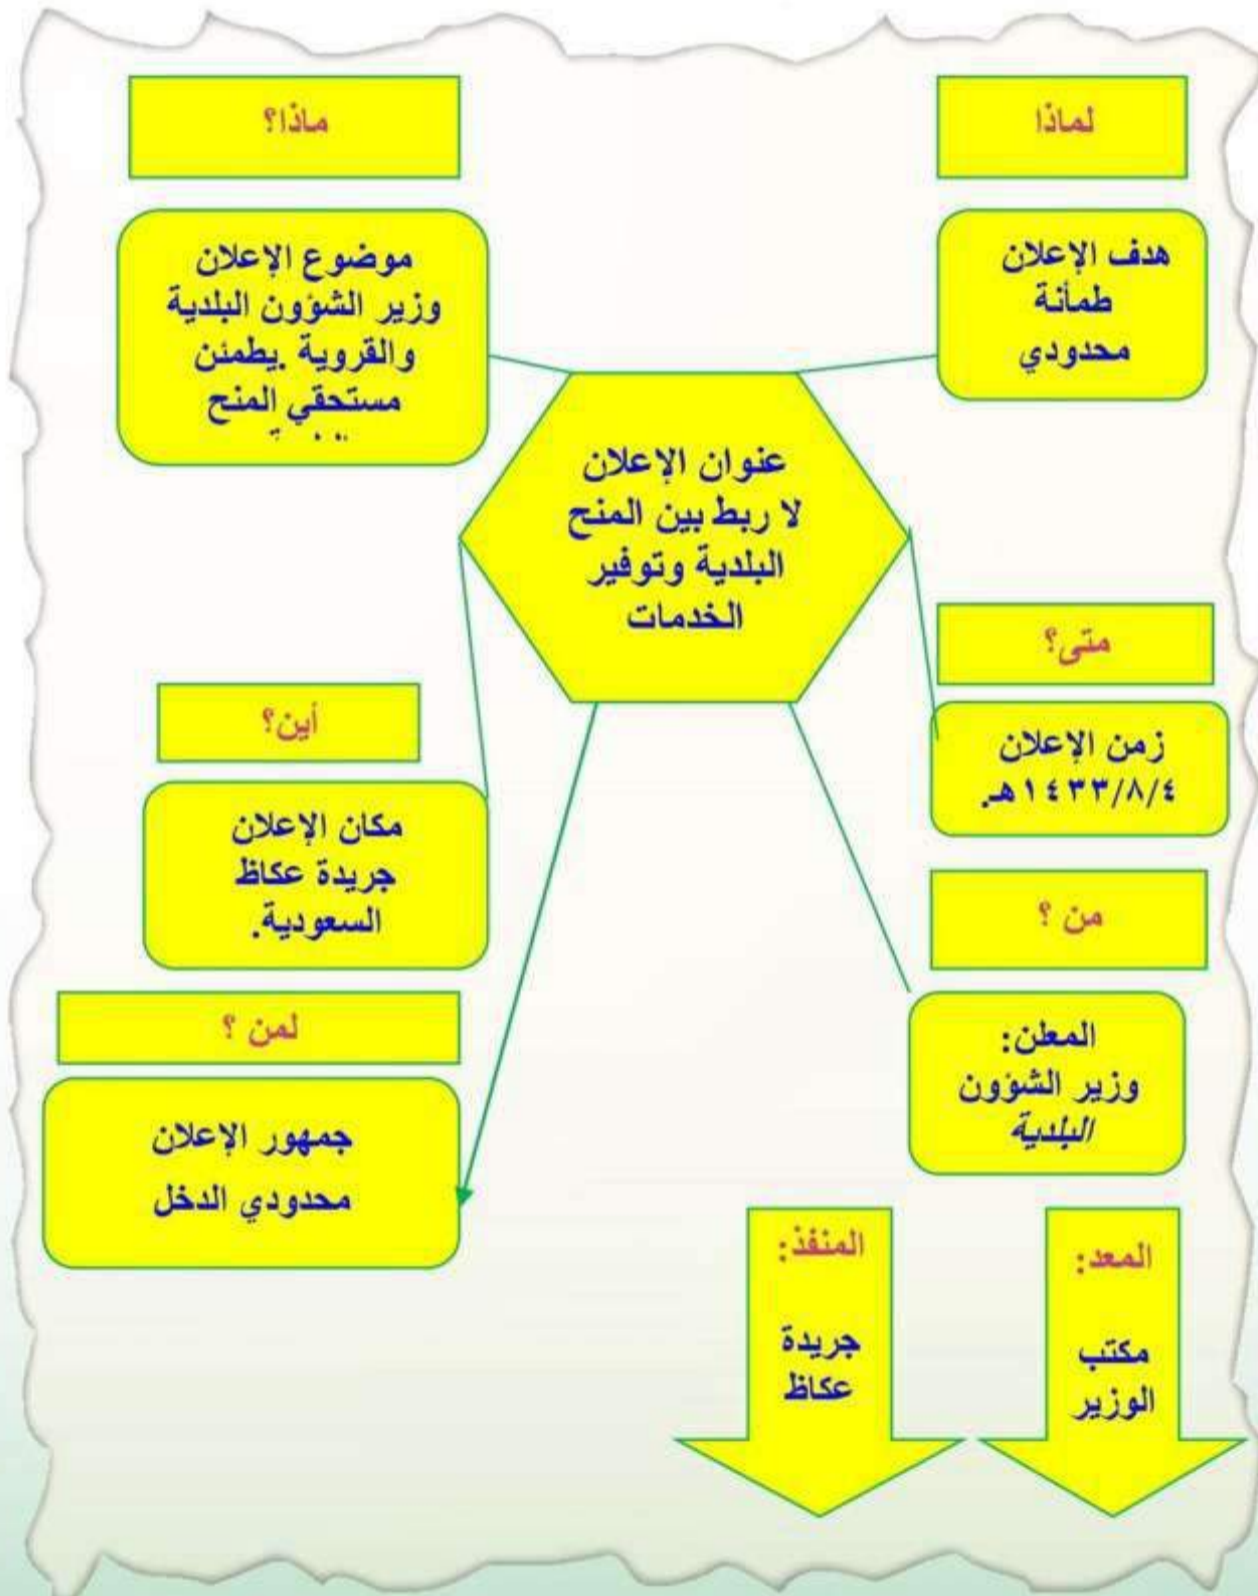 لماذا
هدف الإعلان
طمأنة
محدودي
ماذا؟
موضوع الإعلان
وزير الشؤون البلدية
والقروية .يطمئن
مستحقي المنح
عنوان الإعلان
لا ربط بين المنح
البلدية وتوفير
الخدمات
متى؟
زمن الإعلان
١٤٣٣/٨/٤هـ.
أين؟
مكان الإعلان
جريدة عكاظ
السعودية.
من ؟
المعلن:
وزير الشؤون
البلدية
لمن ؟
جمهور الإعلان
محدودي الدخل
المعد:
مكتب
الوزير
المنفذ:
جريدة
عكاظ